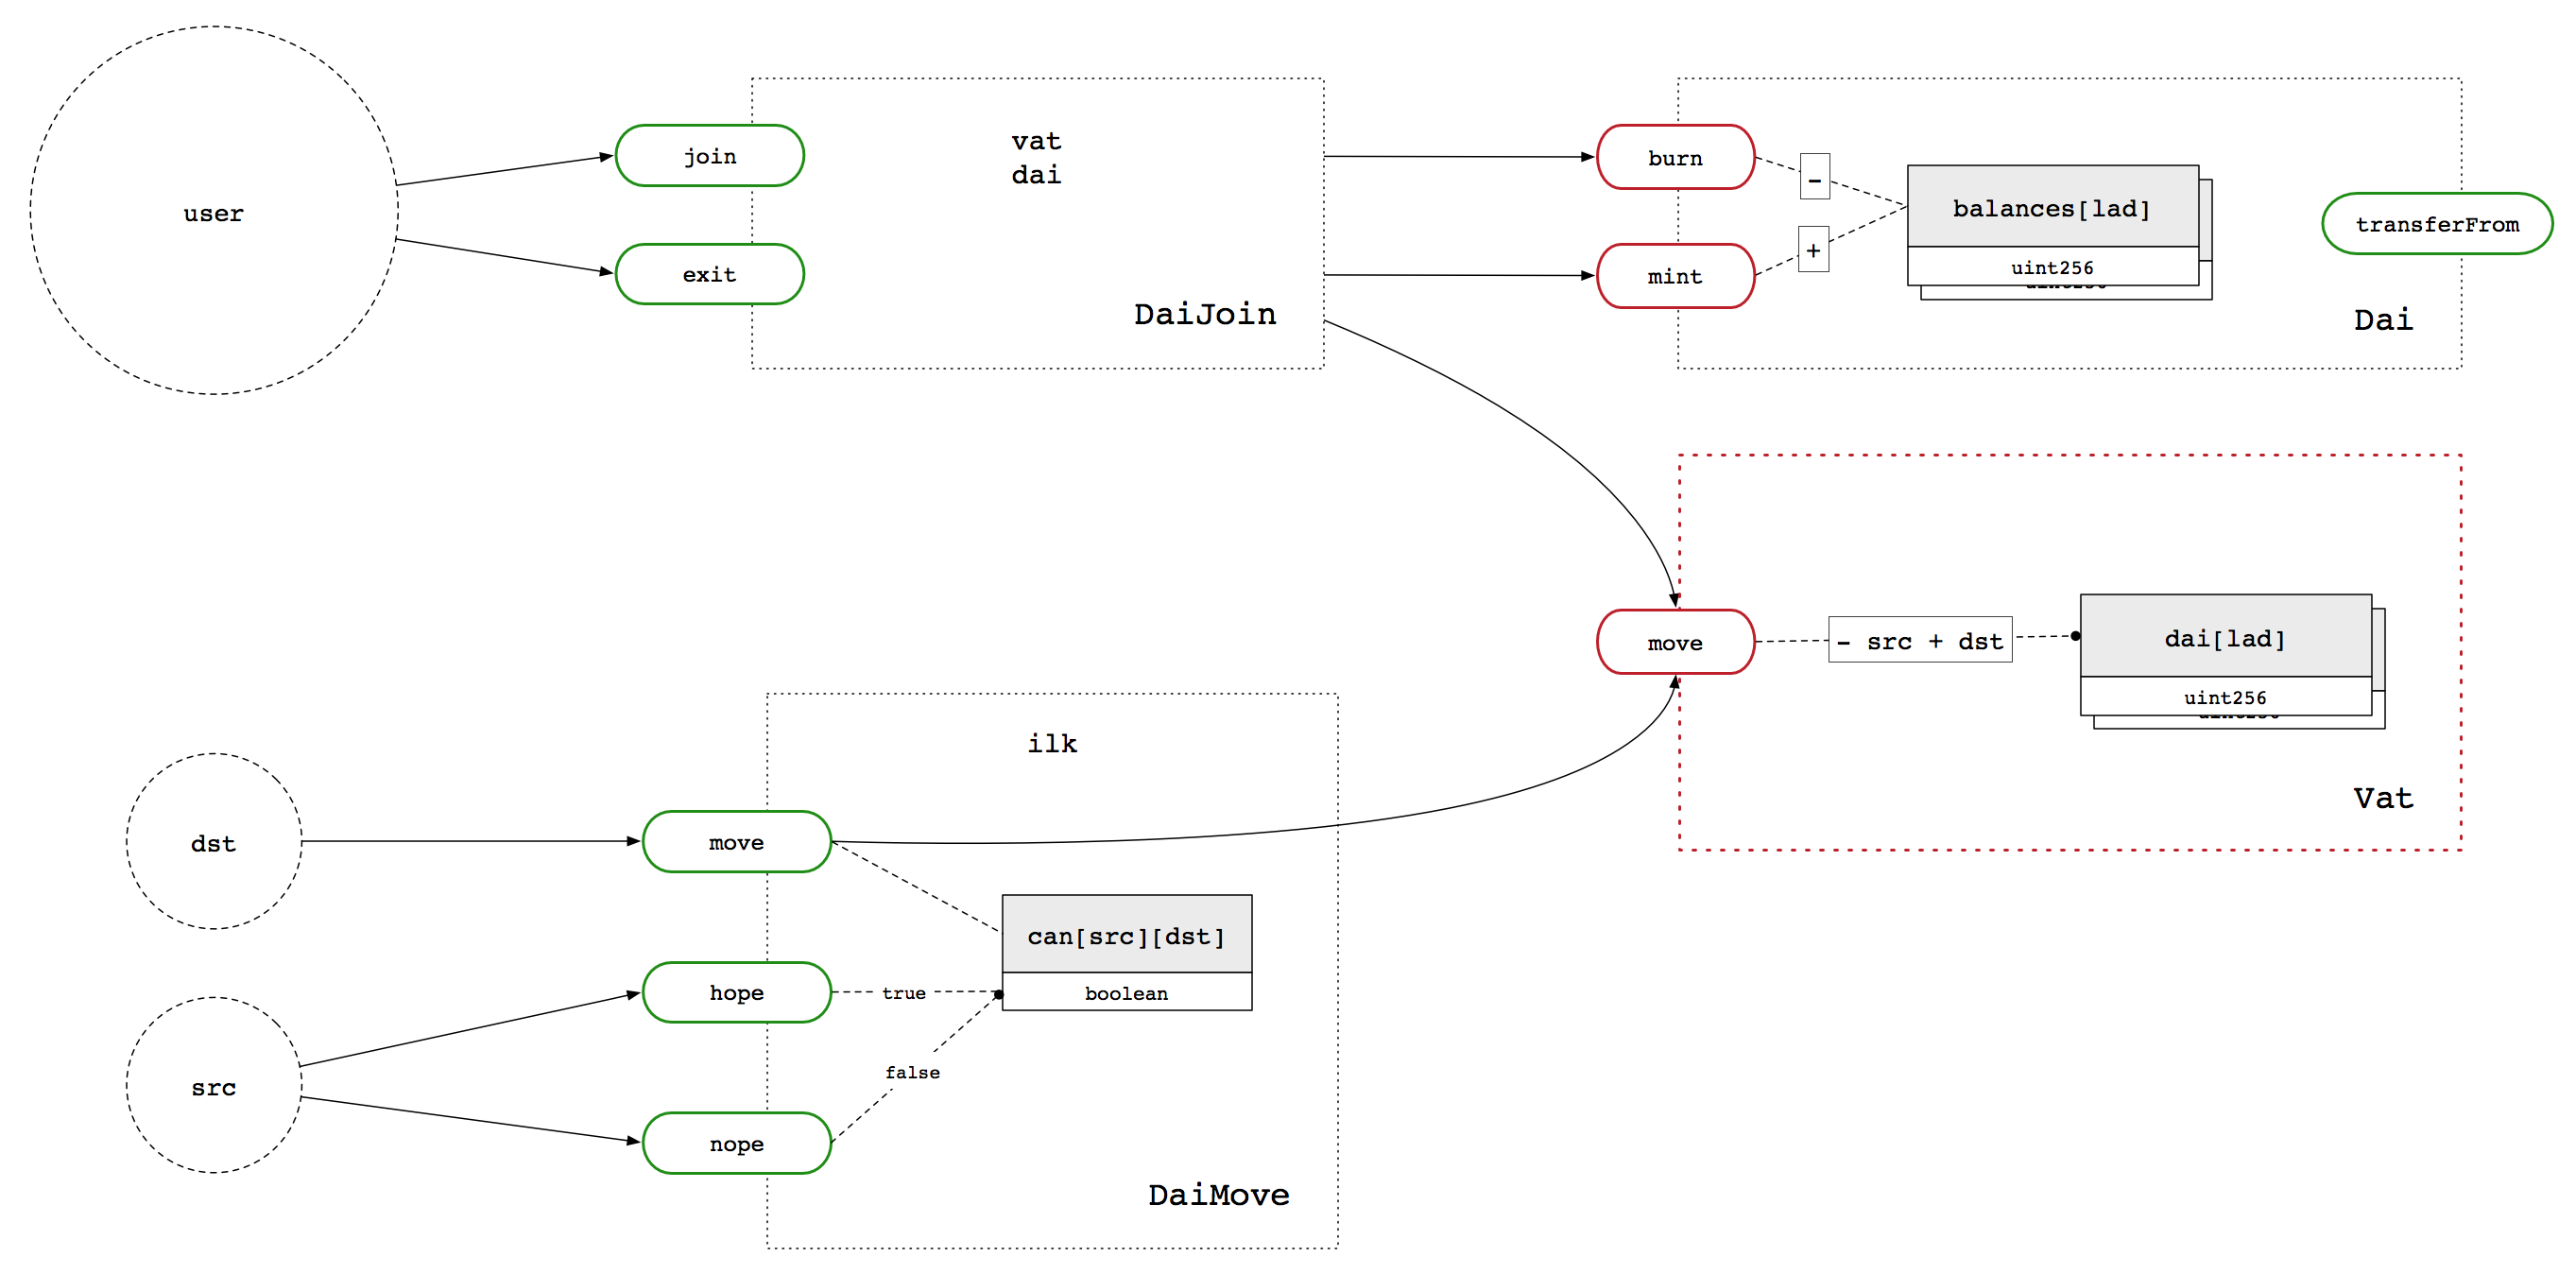 user
join
exit
vat
dai
DaiJoin
burn
mint
-
+
balances[lad]
uint256
transferFrom
Dai
move
- src + dst
dai[lad]
uint256
Vat
dst
src
ilk
move
hope
nope
true
false
can[src][dst]
boolean
DaiMove